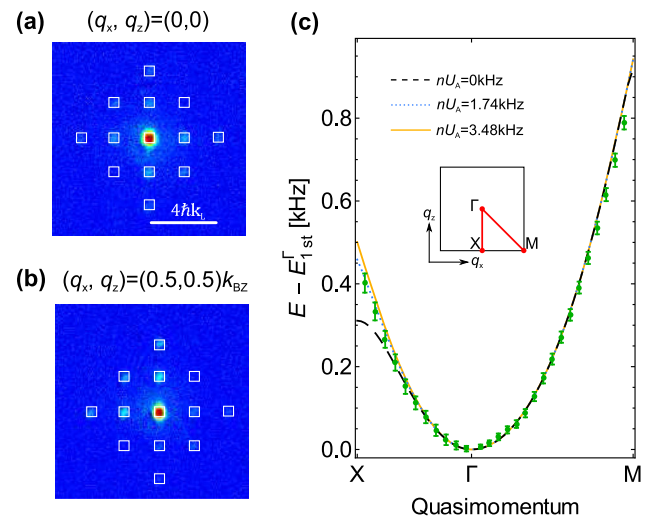 (a)
(qx, qz)=(0,0)
4ħkL
(b)
(qx, qz)=(0.5,0.5)kBZ
(c)
E − E Γ 1st [kHz]
0.8
0.6
0.4
0.2
0.0
nUA=0kHz
nUA=1.74kHz
nUA=3.48kHz
Γ
qz
X
M
qx
X
Γ
M
Quasimomentum